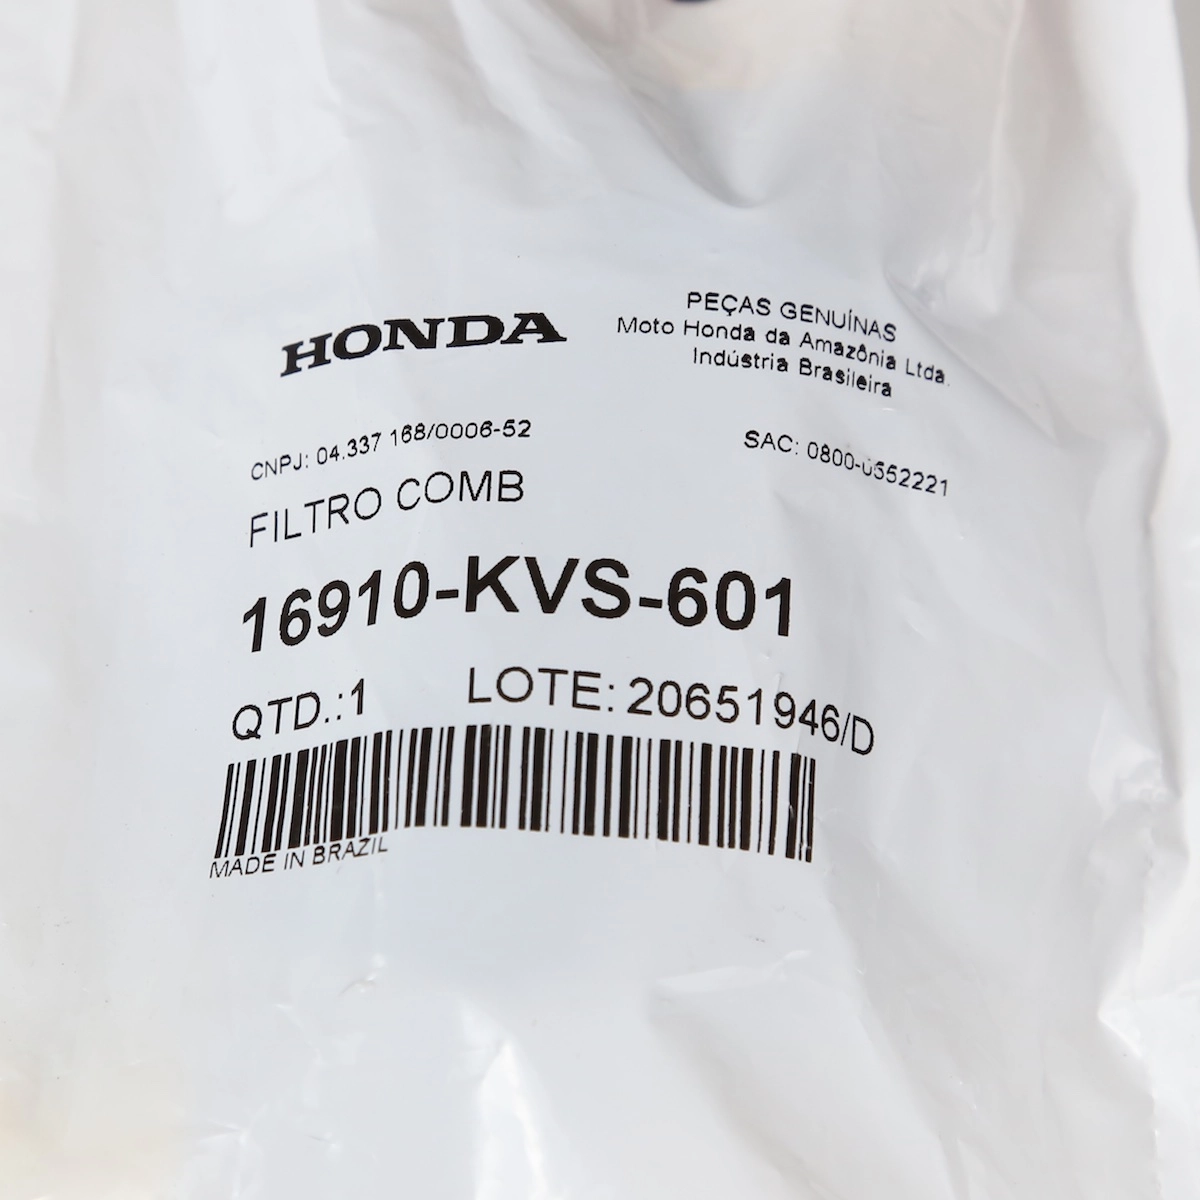 HONDA
PEÇAS GENUÍNAS
Moto Honda da Amazônia Ltda.
Indústria Brasileira
CNPJ: 04.337 168/0006-52
SAC: 0800-0552221
FILTRO COMB
16910-KVS-601
QTD.:1 LOTE: 20651946/D
MADE IN BRAZIL